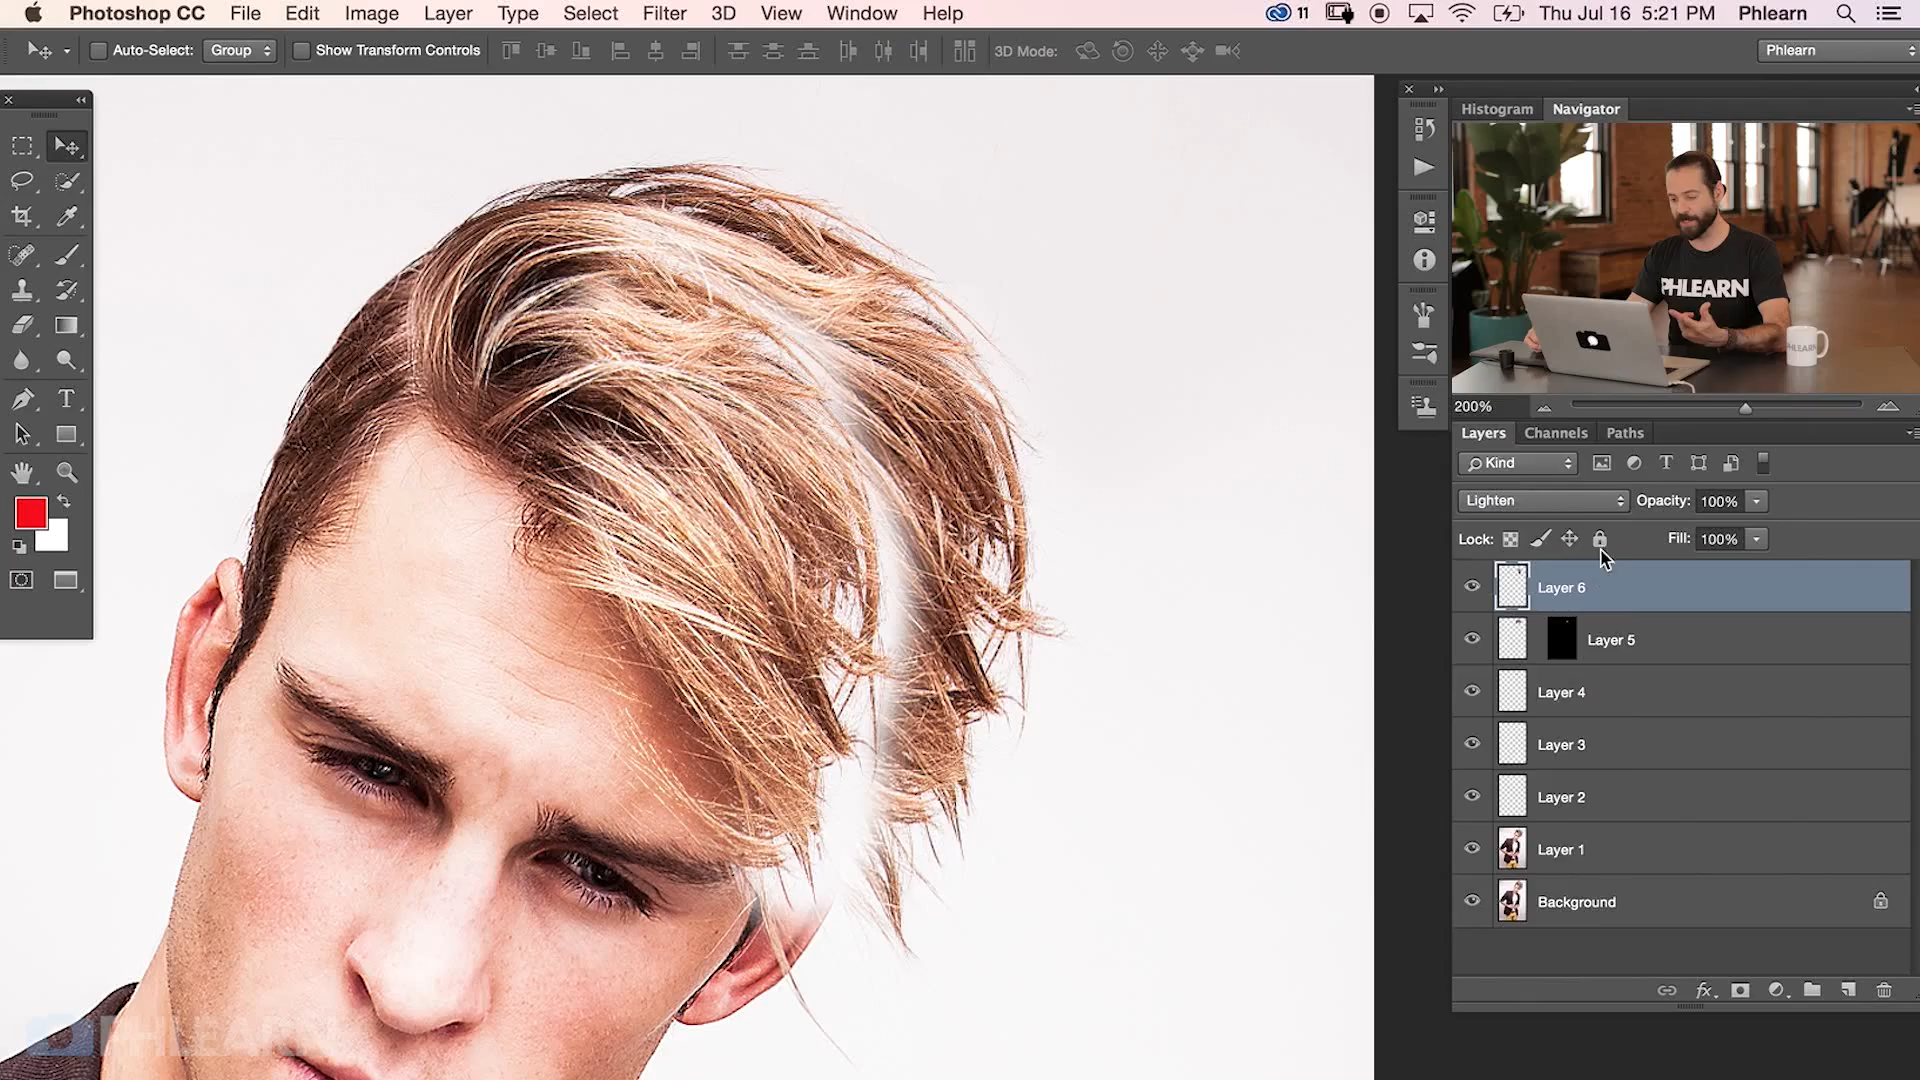 Photoshop CC File Edit Image Layer Type Select Filter 3D View Window Help 11 Thu Jul 16 5:21 PM Phlearn
Auto-Select: Group Show Transform Controls 3D Mode: Phlearn
Histogram Navigator
PHLEARN
PHLEARN
200%
Layers Channels Paths
Kind
Lighten Opacity: 100%
Lock: Fill: 100%
Layer 6
Layer 5
Layer 4
Layer 3
Layer 2
Layer 1
Background
fx
PHLEARN